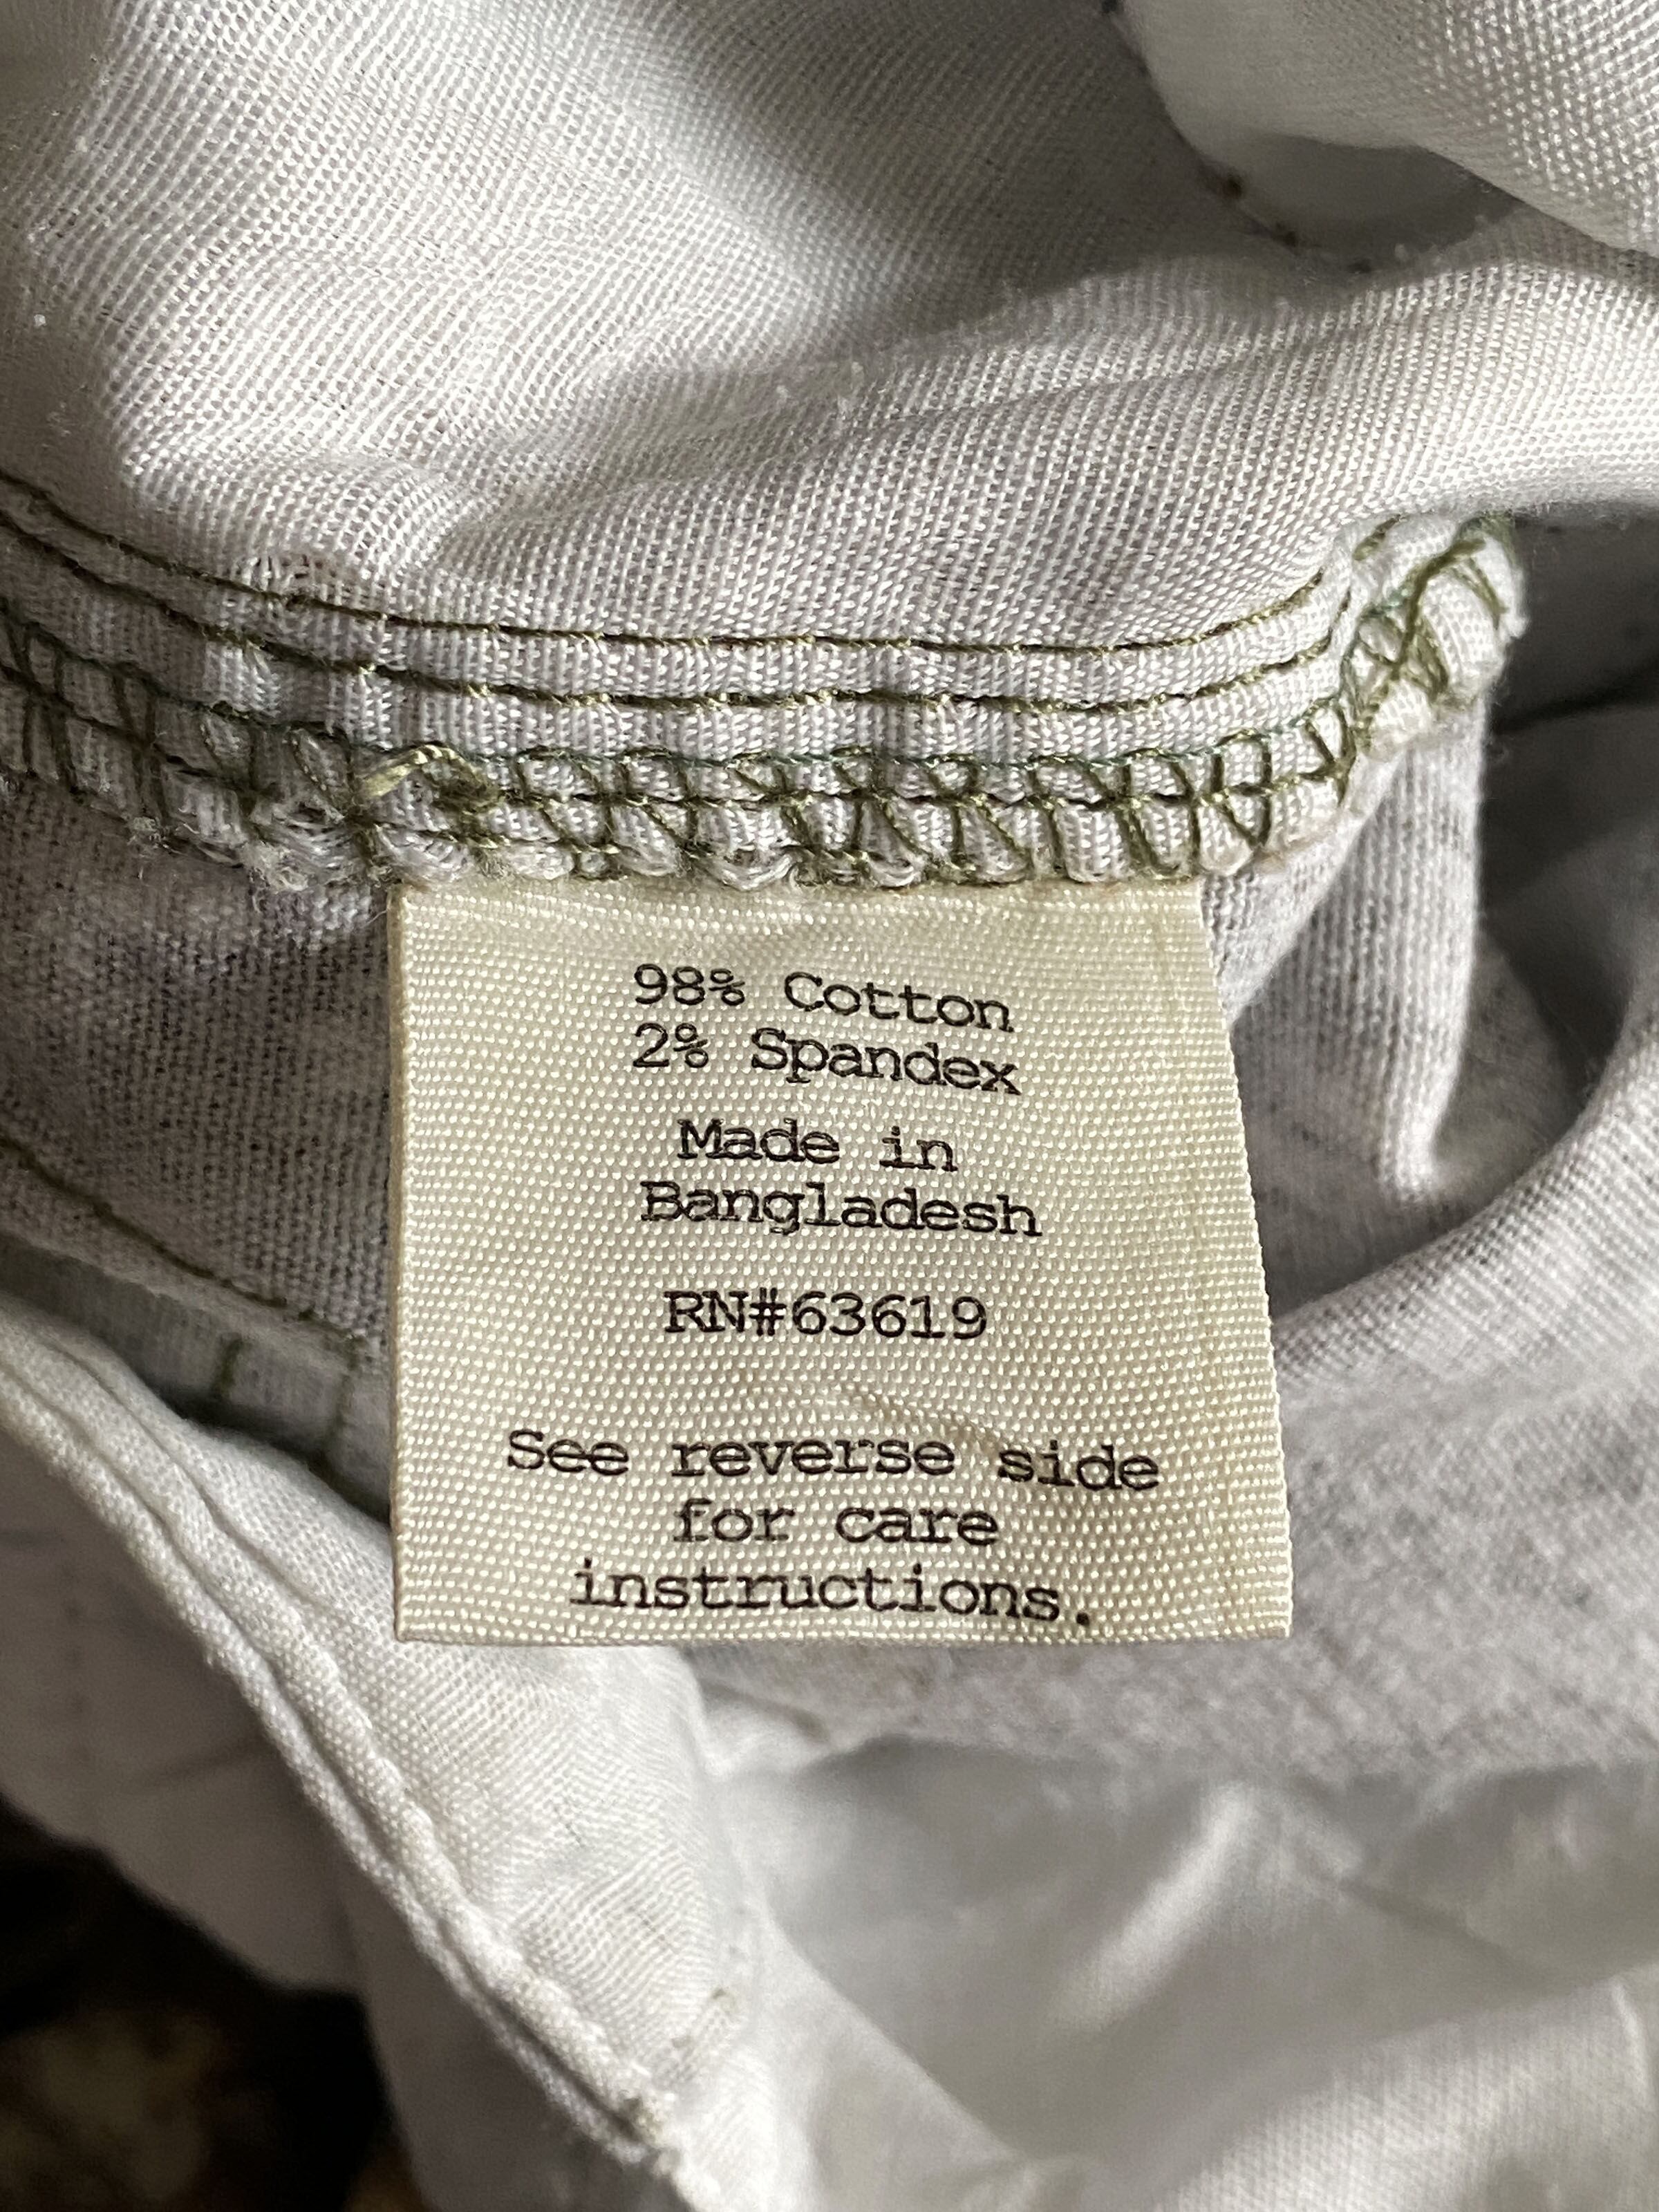 98% Cotton
2% Spandex
Made in
Bangladesh
RN#63619
See reverse side
for care
instructions.